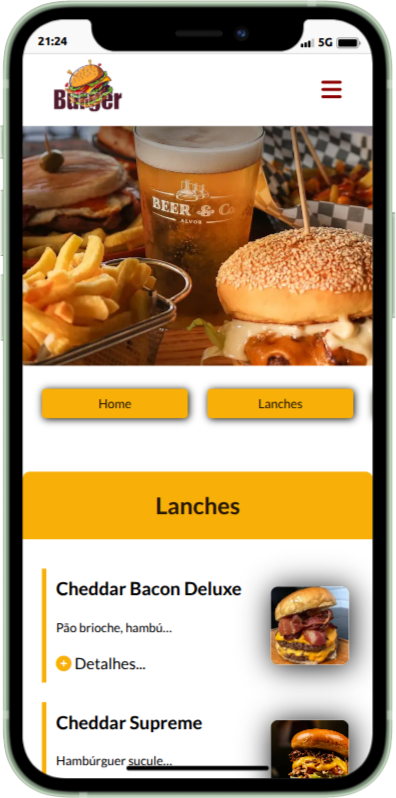 21:24
5G
Burger
BEER & Co
ALVOR
Home
Lanches
Lanches
Cheddar Bacon Deluxe
Pão brioche, hambú...
Detalhes...
Cheddar Supreme
Hambúrguer sucule...